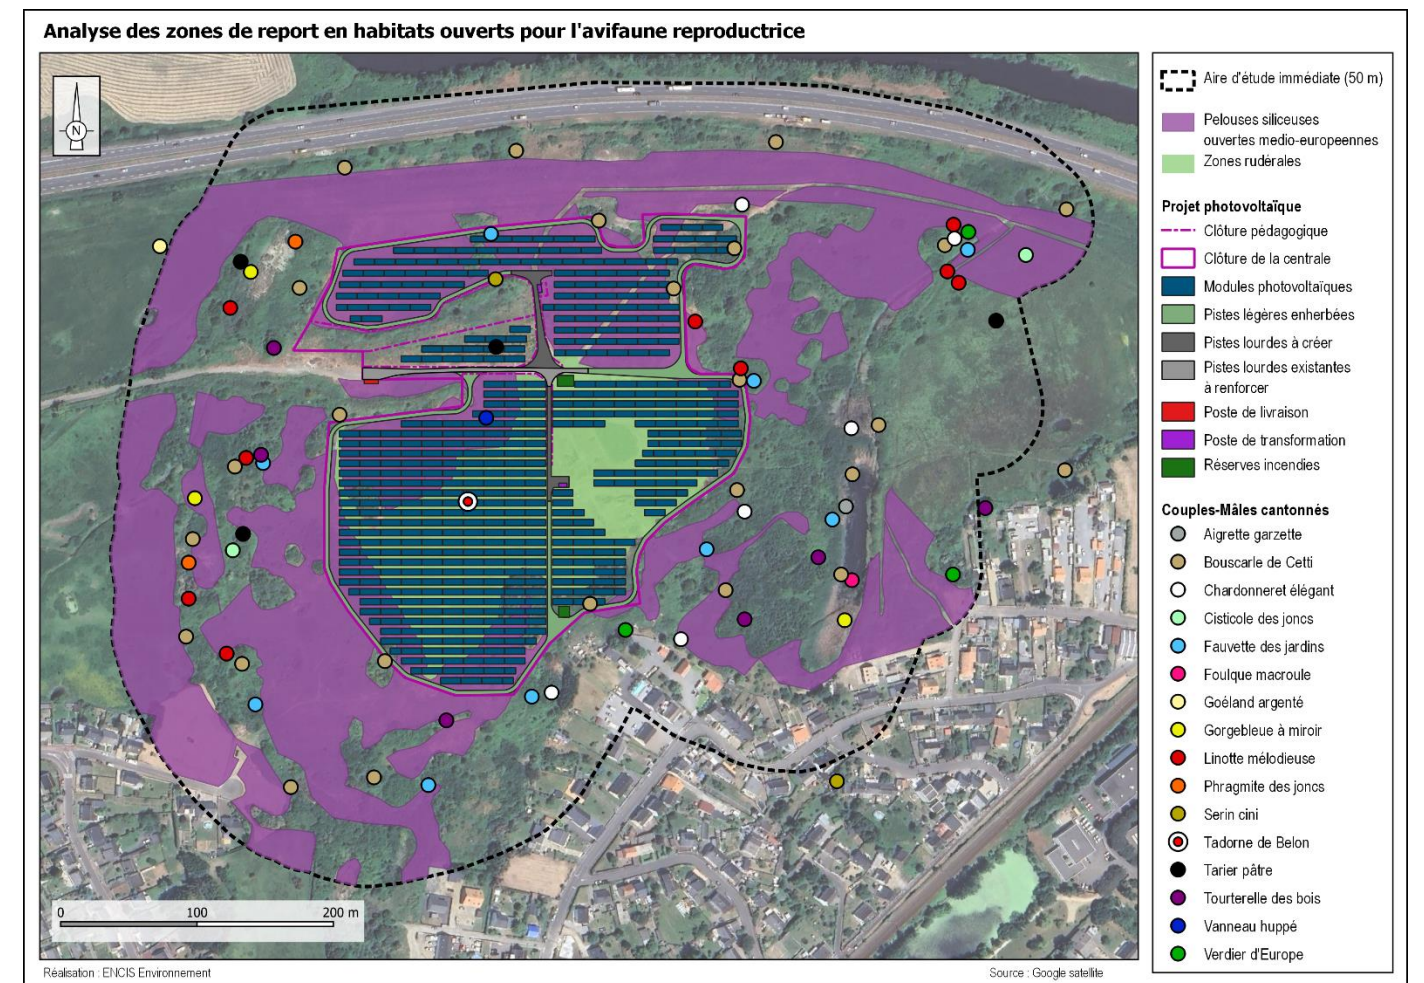 Analyse des zones de report en habitats ouverts pour l'avifaune reproductrice
N
Aire d'étude immédiate (50 m)
Pelouses siliceuses
ouvertes medio-europeennes
Zones rudérales
Projet photovoltaïque
Clôture pédagogique
Clôture de la centrale
Modules photovoltaïques
Pistes légères enherbées
Pistes lourdes à créer
Pistes lourdes existantes
à renforcer
Poste de livraison
Poste de transformation
Réserves incendies
Couples-Mâles cantonnés
Aigrette garzette
Bouscarle de Cetti
Chardonneret élégant
Cisticole des joncs
Fauvette des jardins
Foulque macroule
Goéland argenté
Gorgebleue à miroir
Linotte mélodieuse
Phragmite des joncs
Serin cini
Tadorne de Belon
Tarier pâtre
Tourterelle des bois
Vanneau huppé
Verdier d'Europe
0 100 200 m
Réalisation : ENCIS Environnement
Source : Google satellite